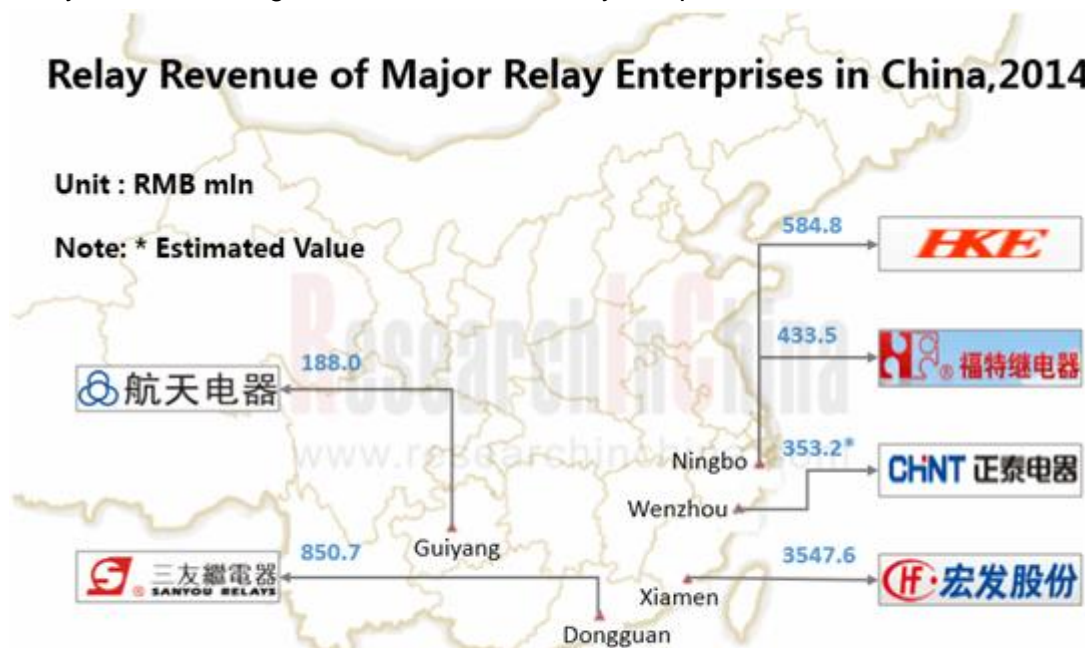 Relay Revenue of Major Relay Enterprises in China,2014
Unit : RMB mln
Note: * Estimated Value
584.8
HKE
433.5
® 福特继电器
188.0
航天电器
ResearchInChina
www.researchinchina.com
Ningbo
353.2*
CHiNT 正泰电器
Wenzhou
Guiyang
850.7
S ® 三友繼電器
SANYOU RELAYS
3547.6
HF 宏发股份
Xiamen
Dongguan